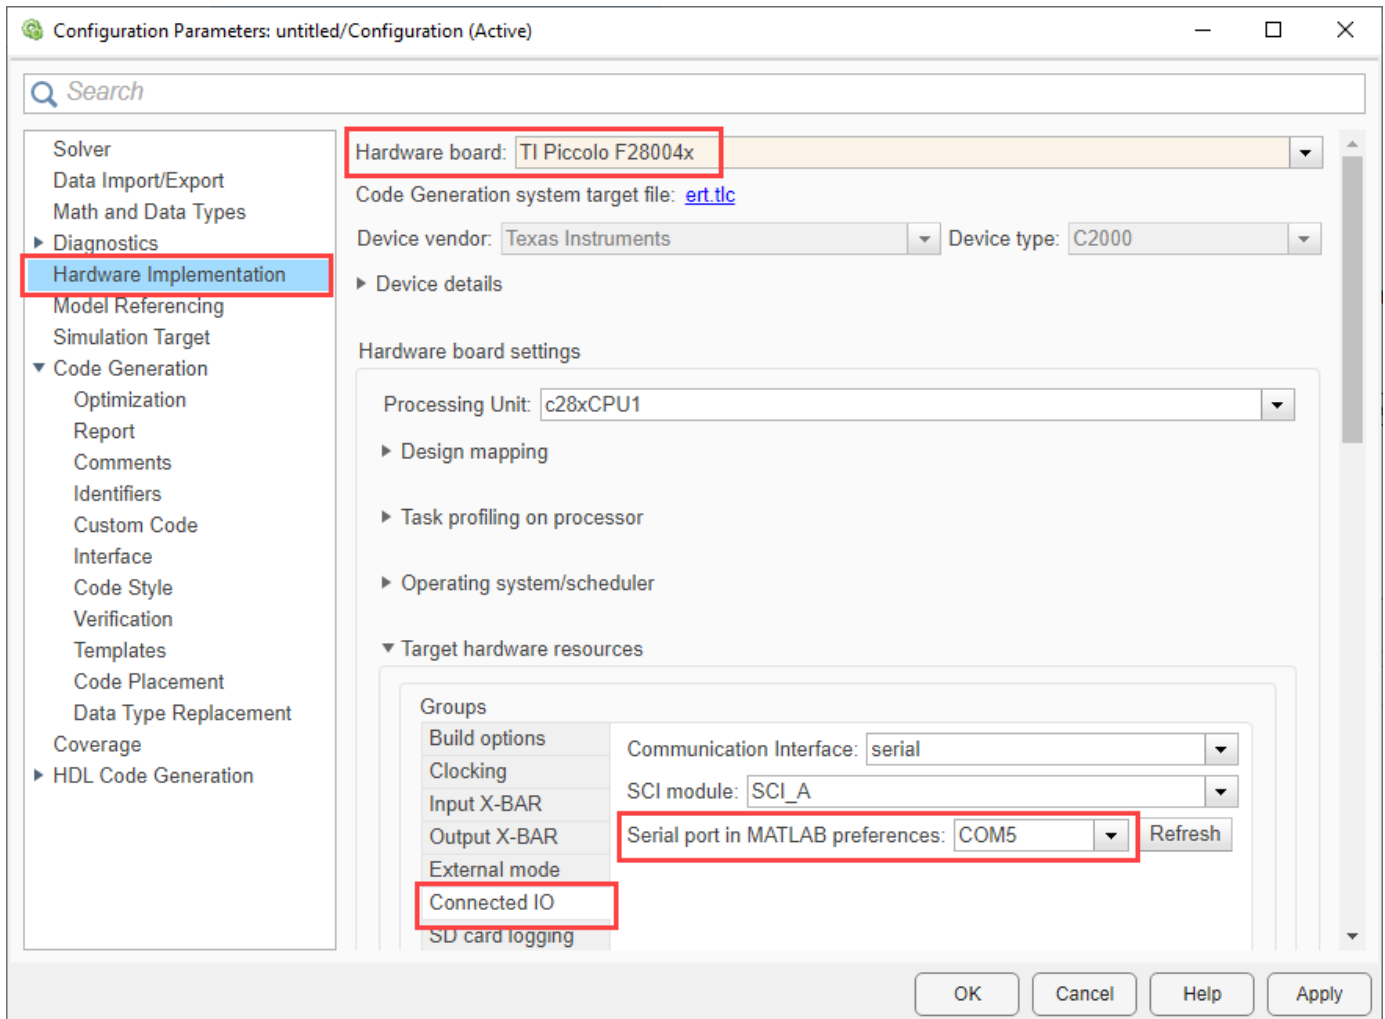 Configuration Parameters: untitled/Configuration (Active)
Search
Solver
Data Import/Export
Math and Data Types
Diagnostics
Hardware Implementation
Model Referencing
Simulation Target
Code Generation
Optimization
Report
Comments
Identifiers
Custom Code
Interface
Code Style
Verification
Templates
Code Placement
Data Type Replacement
Coverage
HDL Code Generation
Hardware board: TI Piccolo F28004x
Code Generation system target file: ert.tlc
Device vendor: Texas Instruments Device type: C2000
Device details
Hardware board settings
Processing Unit: c28xCPU1
Design mapping
Task profiling on processor
Operating system/scheduler
Target hardware resources
Groups
Build options
Clocking
Input X-BAR
Output X-BAR
External mode
Connected IO
SD card logging
Communication Interface: serial
SCI module: SCI_A
Serial port in MATLAB preferences: COM5 Refresh
OK Cancel Help Apply